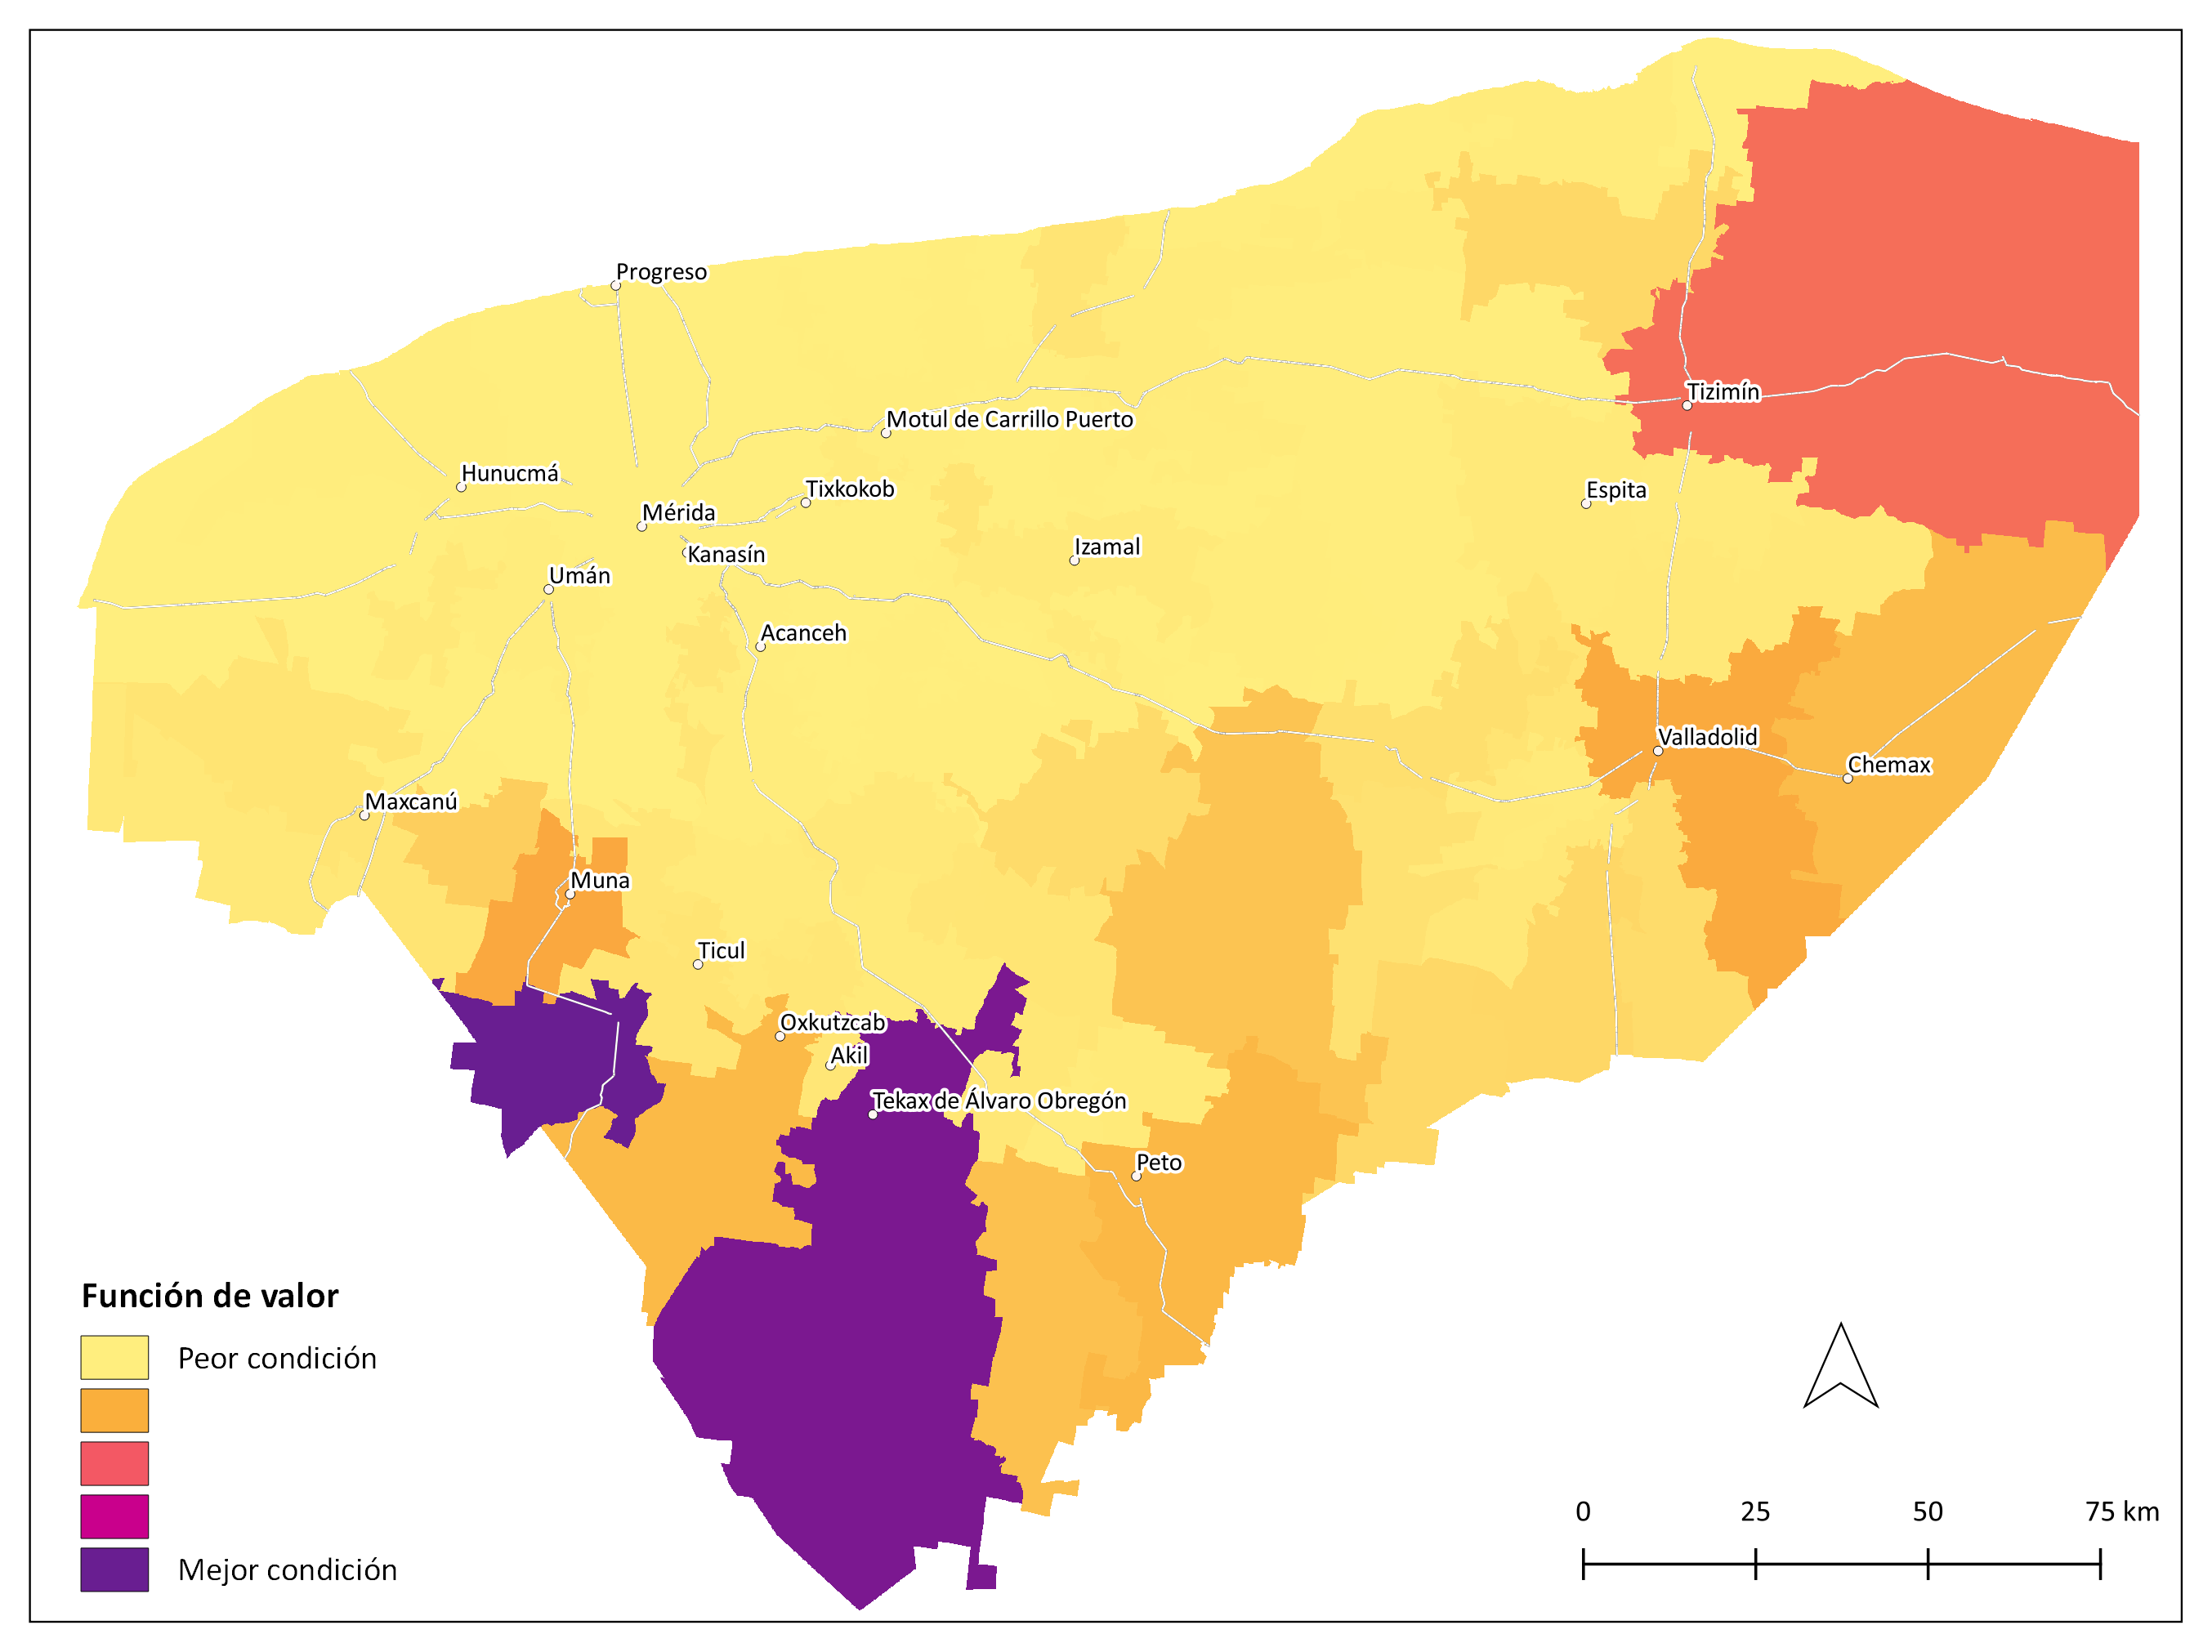 Progreso
Tizimín
Motul de Carrillo Puerto
Hunucmá
Tixkokob
Espita
Mérida
Kanasín
Izamal
Umán
Acanceh
Valladolid
Chemax
Maxcanú
Muna
Ticul
Oxkutzcab
Akil
Tekax de Álvaro Obregón
Peto
Función de valor
Peor condición
Mejor condición
0 25 50 75 km